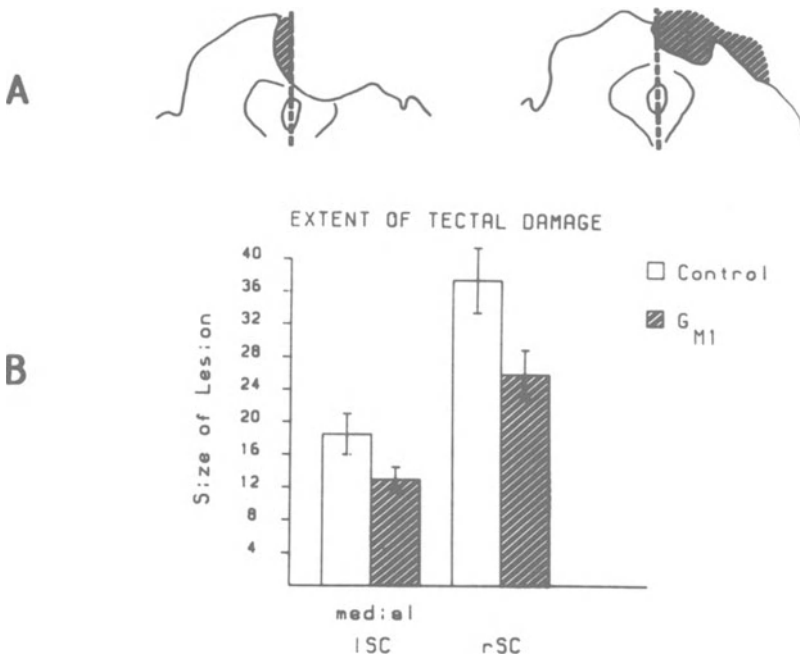 A
EXTENT OF TECTAL DAMAGE
40
36
32
28
24
20
16
12
8
4
Size of Lesion
Control
G M1
B
mediel
lSC
rSC